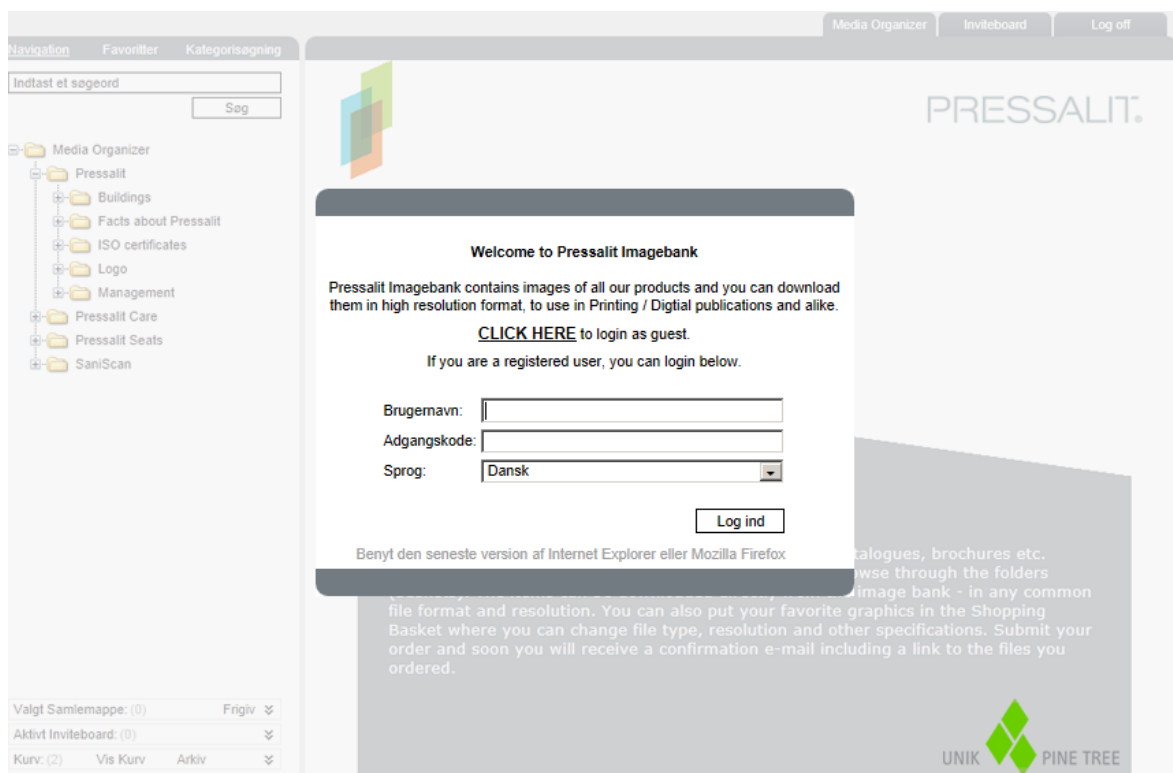 Media Organizer Inviteboard Log off
Navigation Favoritter Kategorisøgning
Indtast et søgeord
Søg
Media Organizer
Pressalit
Buildings
Facts about Pressalit
ISO certificates
Logo
Management
Pressalit Care
Pressalit Seats
SaniScan
Valgt Samlemappe: (0) Frigiv
Aktivt Inviteboard: (0)
Kurv: (2) Vis Kurv Arkiv
PRESSALIT®
Welcome to Pressalit Imagebank
Pressalit Imagebank contains images of all our products and you can download
them in high resolution format, to use in Printing / Digtial publications and alike.
CLICK HERE to login as guest.
If you are a registered user, you can login below.
Brugernavn:
Adgangskode:
Sprog: Dansk
Log ind
Benyt den seneste version af Internet Explorer eller Mozilla Firefox
talogues, brochures etc.
wse through the folders
image bank - in any common
file format and resolution. You can also put your favorite graphics in the Shopping
Basket where you can change file type, resolution and other specifications. Submit your
order and soon you will receive a confirmation e-mail including a link to the files you
ordered.
UNIK PINE TREE